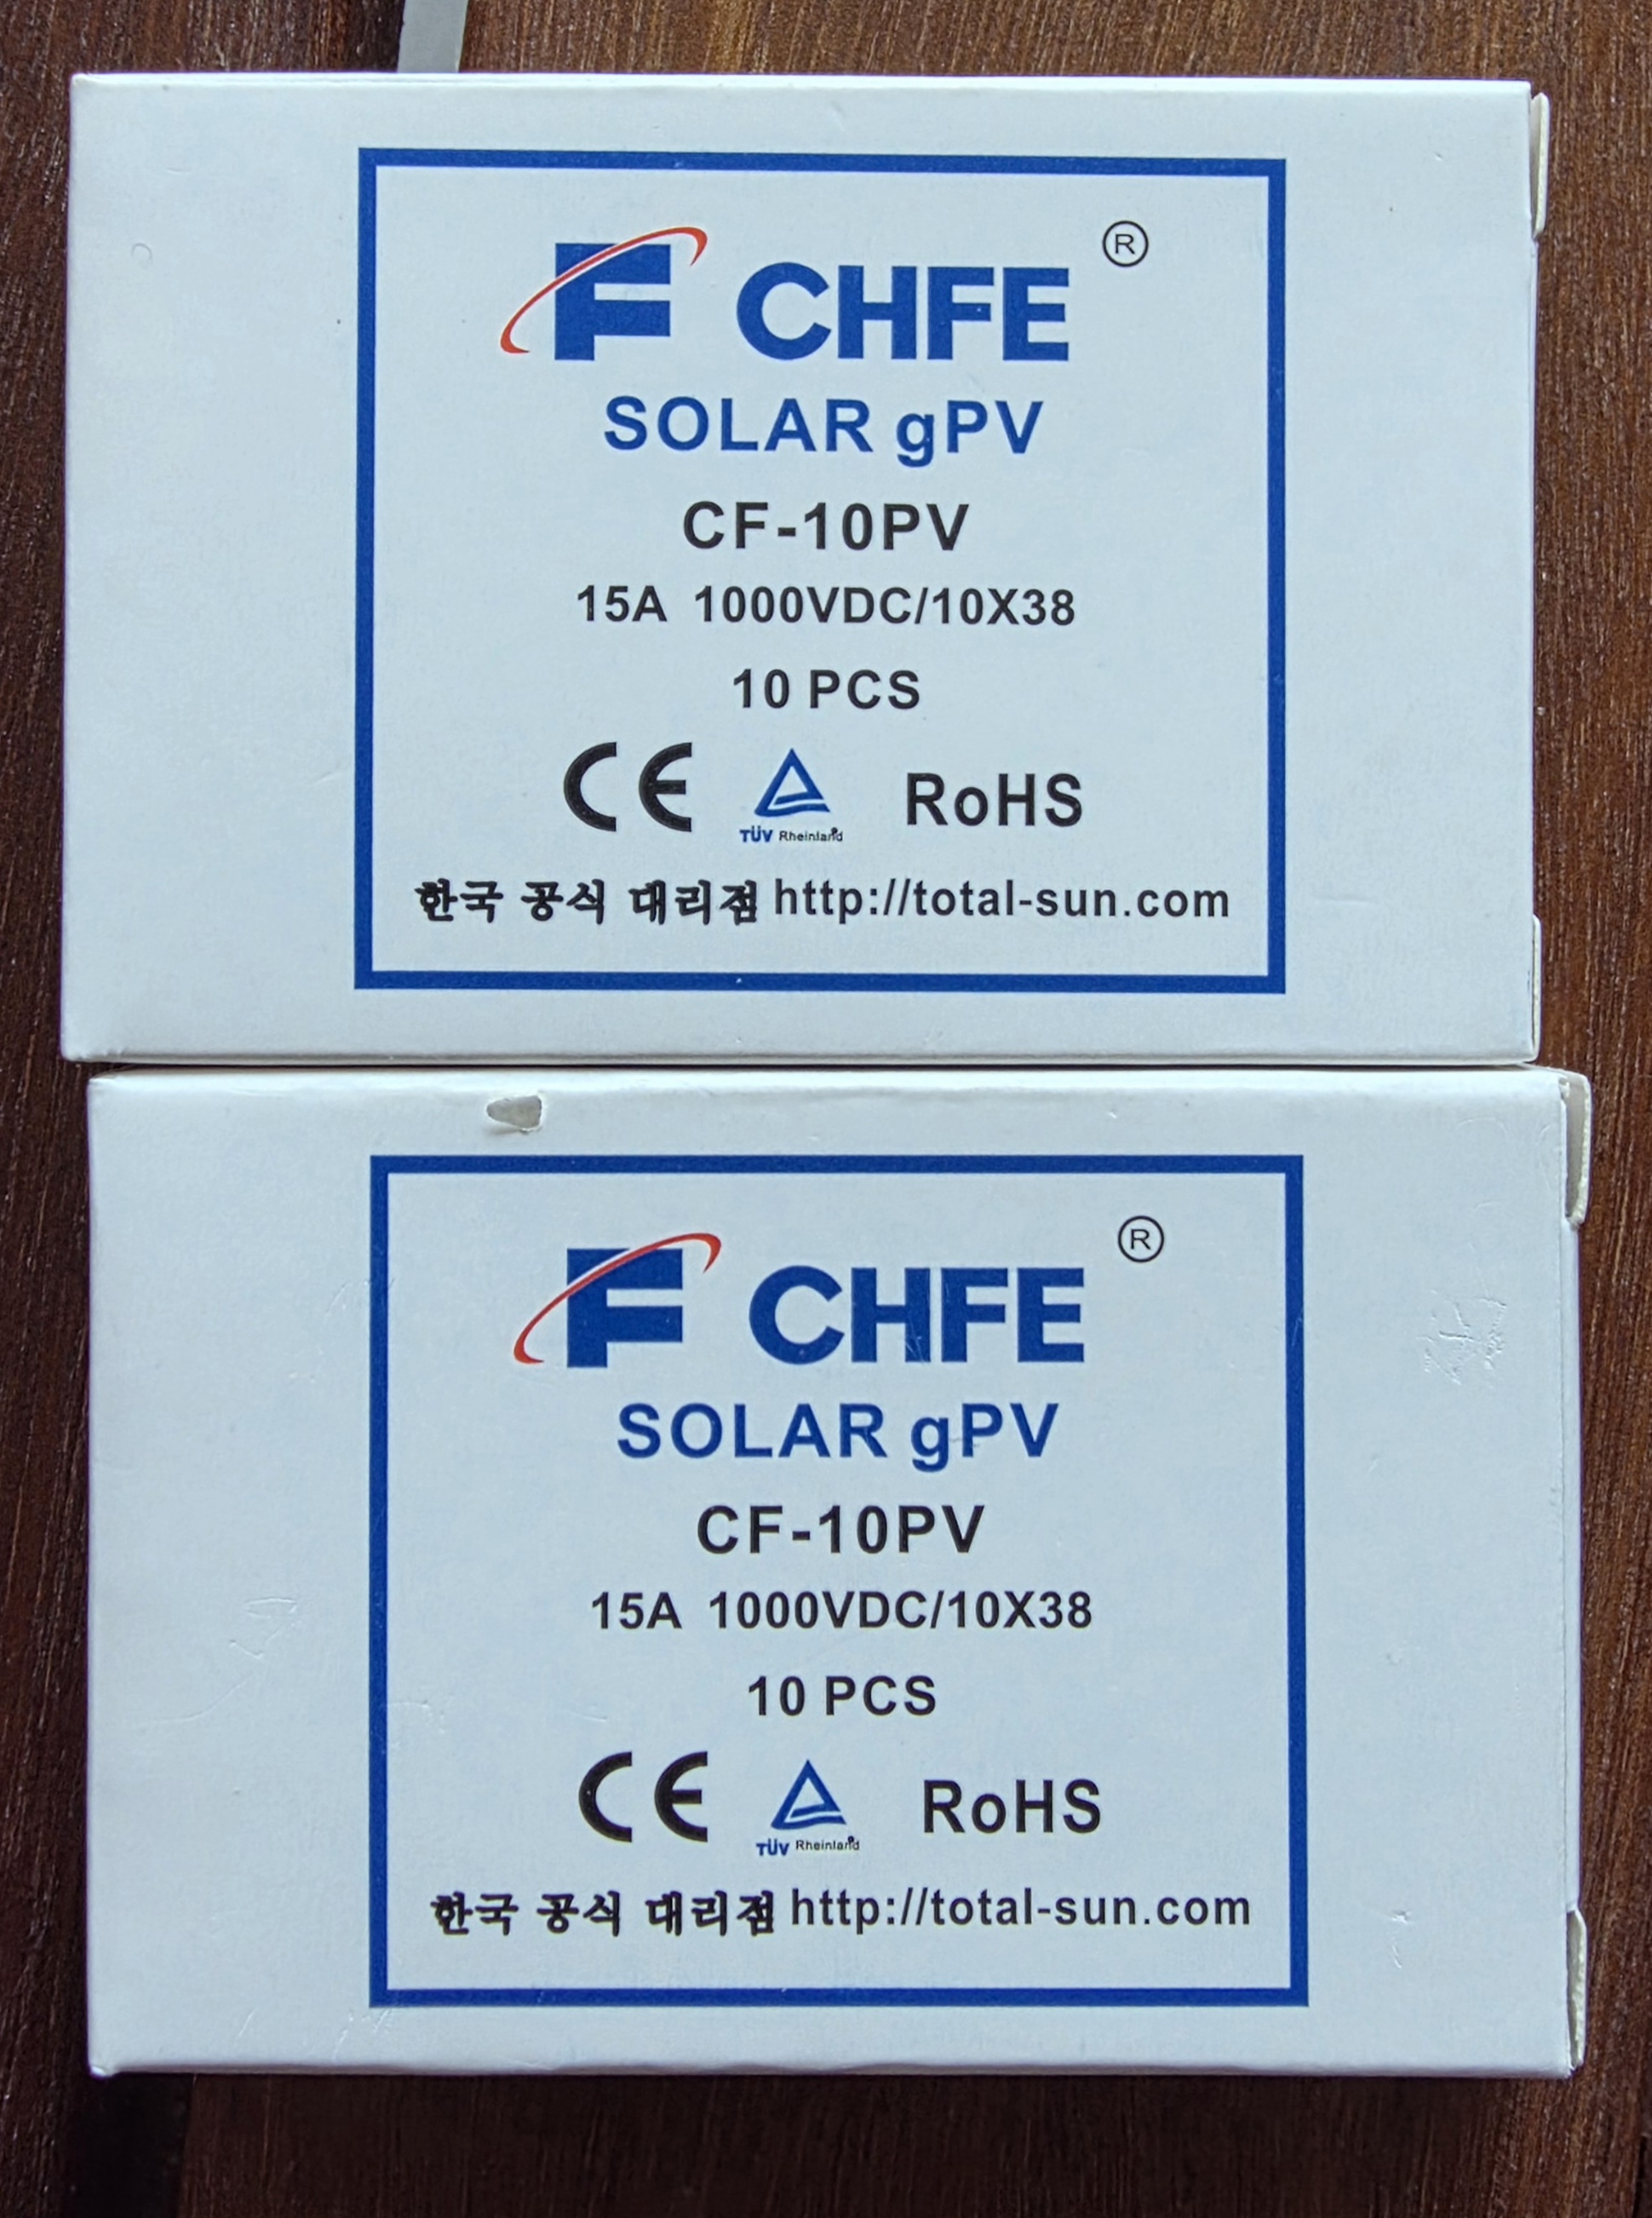 F CHFE ®
SOLAR gPV
CF-10PV
15A 1000VDC/10X38
10 PCS
CE TÜV Rheinland RoHS
한국 공식 대리점 http://total-sun.com
F CHFE ®
SOLAR gPV
CF-10PV
15A 1000VDC/10X38
10 PCS
CE TÜV Rheinland RoHS
한국 공식 대리점 http://total-sun.com